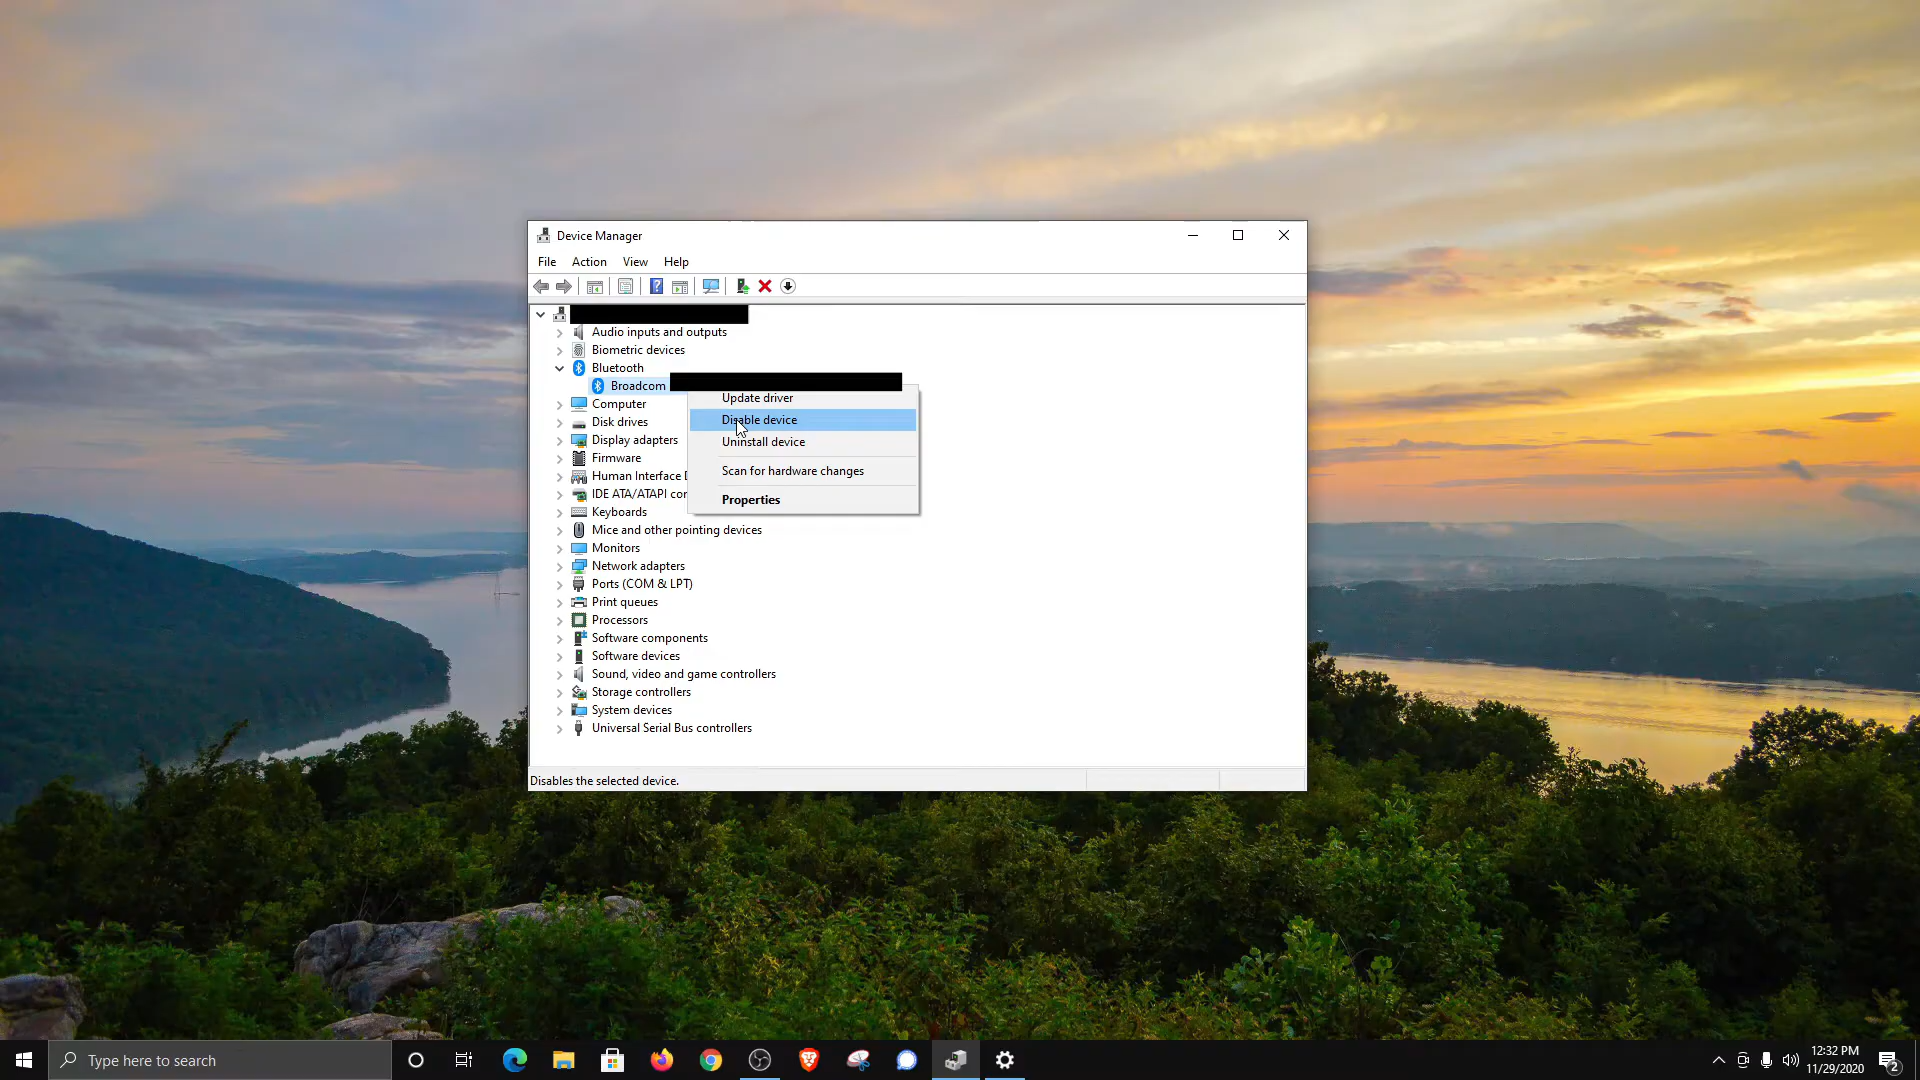 Device Manager
File Action View Help
Audio inputs and outputs
Biometric devices
Bluetooth
Broadcom
Update driver
Computer
Disable device
Disk drives
Uninstall device
Display adapters
Firmware
Scan for hardware changes
Human Interface D
IDE ATA/ATAPI cor
Properties
Keyboards
Mice and other pointing devices
Monitors
Network adapters
Ports (COM & LPT)
Print queues
Processors
Software components
Software devices
Sound, video and game controllers
Storage controllers
System devices
Universal Serial Bus controllers
Disables the selected device.
Type here to search
12:32 PM
11/29/2020
2